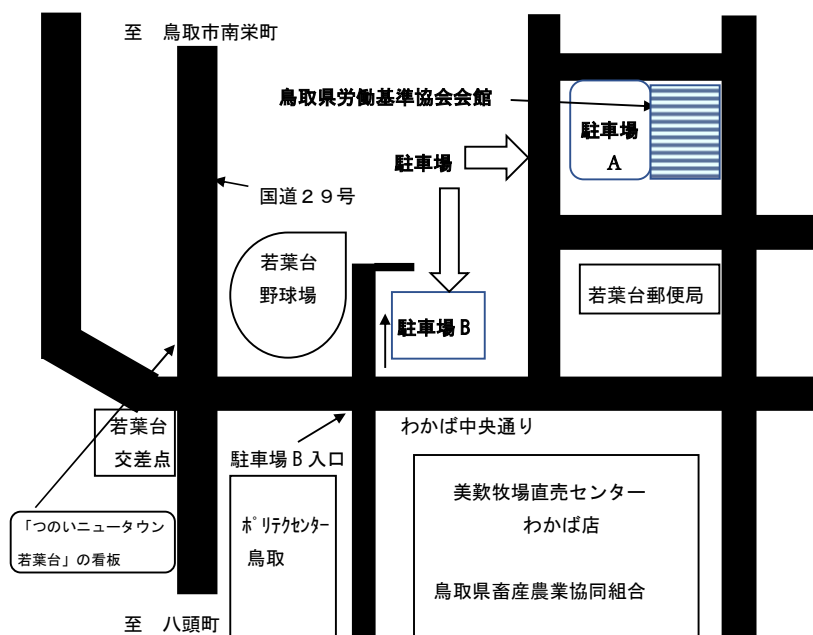 至　鳥取市南栄町
鳥取県労働基準協会会館
駐車場
A
駐車場
国道２９号
若葉台
野球場
若葉台郵便局
駐車場 B
若葉台
交差点
駐車場 B 入口
わかば中央通り
美歎牧場直売センター
わかば店
鳥取県畜産農業協同組合
ﾎﾟﾘﾃｸｾﾝﾀｰ
鳥取
「つのいニュータウン
若葉台」の看板
至　八頭町